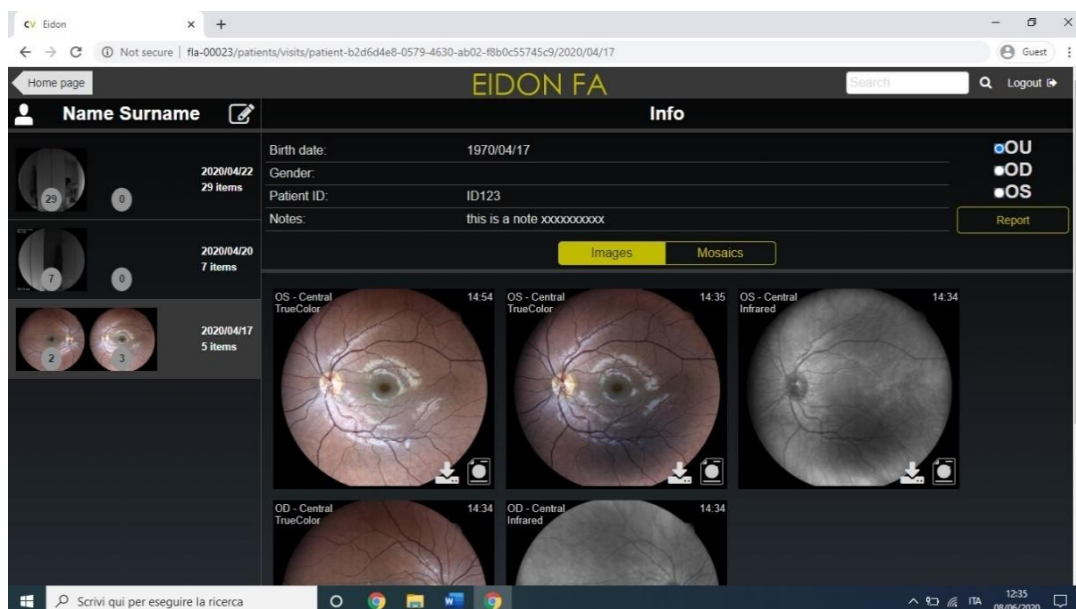 CV Eidon
Not secure | fla-00023/patients/visits/patient-b2d6d4e8-0579-4630-ab02-f8b0c55745c9/2020/04/17
Guest
Home page
EIDON FA
Search
Logout
Name Surname
Info
2020/04/22
29 items
29
0
2020/04/20
7 items
7
0
2020/04/17
5 items
2
3
Birth date: 1970/04/17
Gender:
Patient ID: ID123
Notes: this is a note xxxxxxxxxx
OU
OD
OS
Report
Images Mosaics
OS - Central 14:54
TrueColor
OS - Central 14:35
TrueColor
OS - Central 14:34
Infrared
OD - Central 14:34
TrueColor
OD - Central 14:34
Infrared
Scrivi qui per eseguire la ricerca
ITA
12:35
08/06/2020